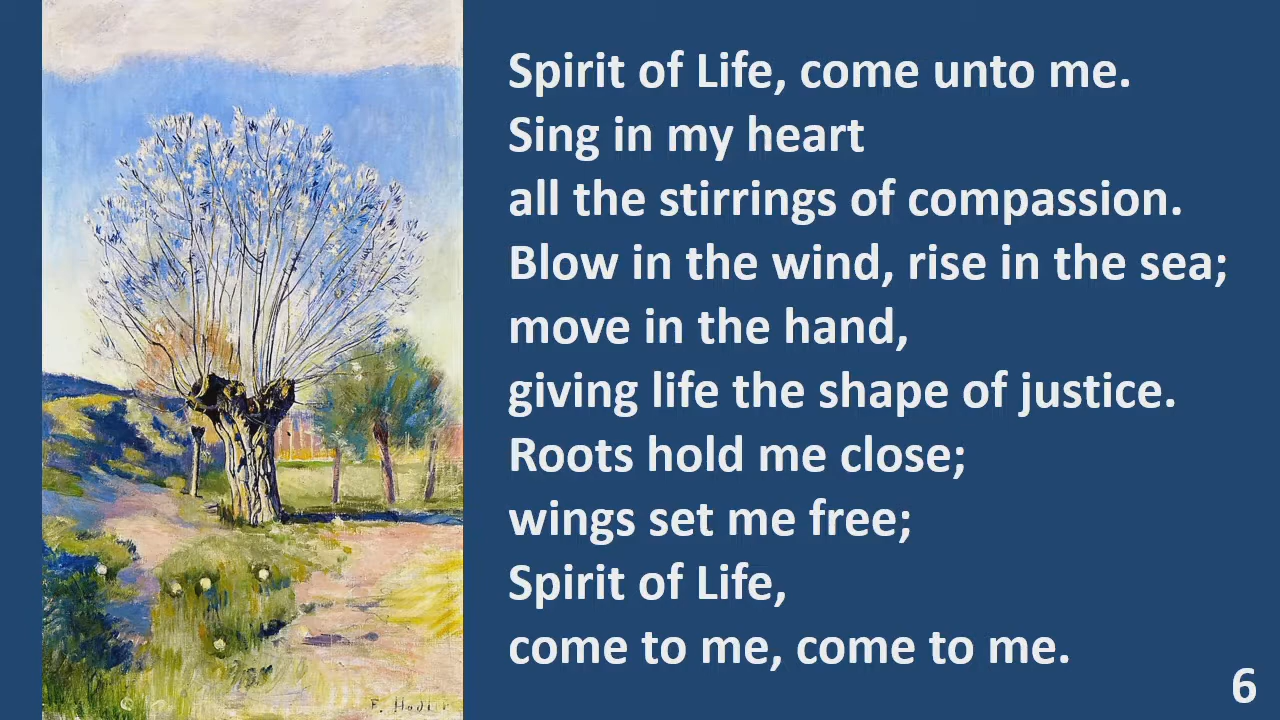 Spirit of Life, come unto me.
Sing in my heart
all the stirrings of compassion.
Blow in the wind, rise in the sea;
move in the hand,
giving life the shape of justice.
Roots hold me close;
wings set me free;
Spirit of Life,
come to me, come to me.
6
F. Hodler